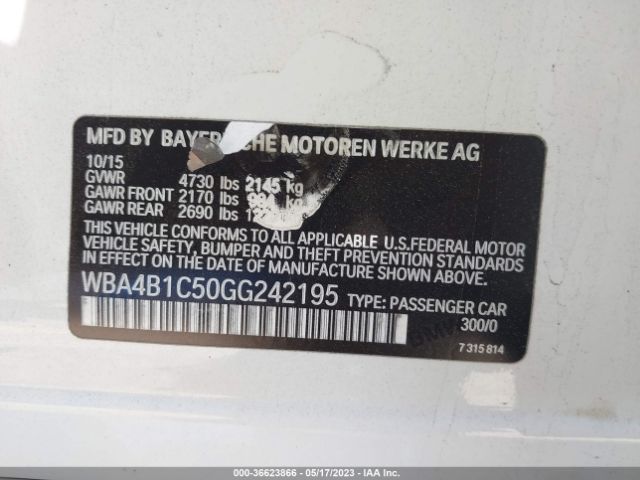 MFD BY MOTOREN WERKE AG
10/15
GVWR 4730 lbs 2145 kg
GAWR FRONT 2170 lbs kg
GAWR REAR 2690 lbs
THIS VEHICLE CONFORMS TO ALL APPLICABLE U.S.FEDERAL MOTOR
VEHICLE SAFETY, BUMPER AND THEFT PREVENTION STANDARDS
IN EFFECT ON THE DATE OF MANUFACTURE SHOWN ABOVE.
WBA4B1C50GG242195 TYPE: PASSENGER CAR
300/0
BMW
7 315 814
000-36623866 - 05/17/2023 - IAA Inc.